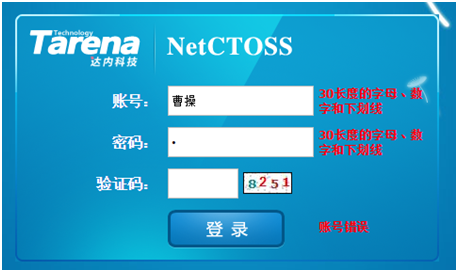 Technology
Tarena
达内科技
NetCTOSS
账号：
曹操
30长度的字母、数
字和下划线
密码：
•
30长度的字母、数
字和下划线
验证码：
8251
登 录
账号错误